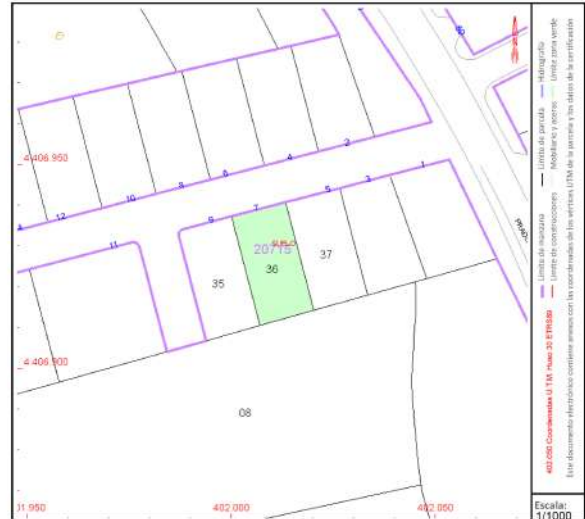 4 406 950
2
4
6
8
10
12
1
3
5
7
9
11
SUELO
20715
37
36
35
4 406 900
08
402 000
402 050
402 050 Coordenadas U.T.M. Huso 30 ETRS89
Límite de manzana
Límite de parcela
Hidrografía
Límite de construcciones
Mobiliario y aceras
Límite zona verde
Este documento electrónico contiene anexos con las coordenadas de los vértices UTM de la parcela y los datos de la certificación
Escala:
1/1000